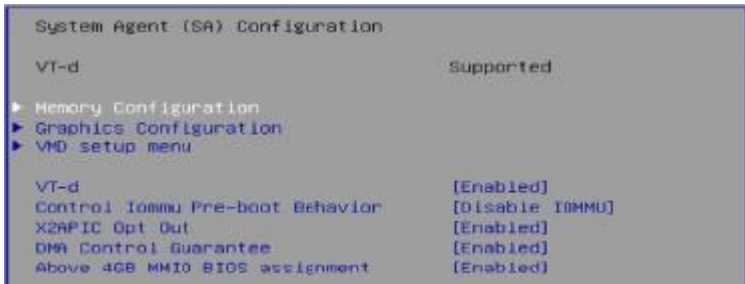 System Agent (SA) Configuration
VT-d Supported
Memory Configuration
Graphics Configuration
VMD setup menu
VT-d [Enabled]
Control Iommu Pre-boot Behavior [Disable IOMMU]
X2APIC Opt Out [Enabled]
DMA Control Guarantee [Enabled]
Above 4GB MMIO BIOS assignment [Enabled]